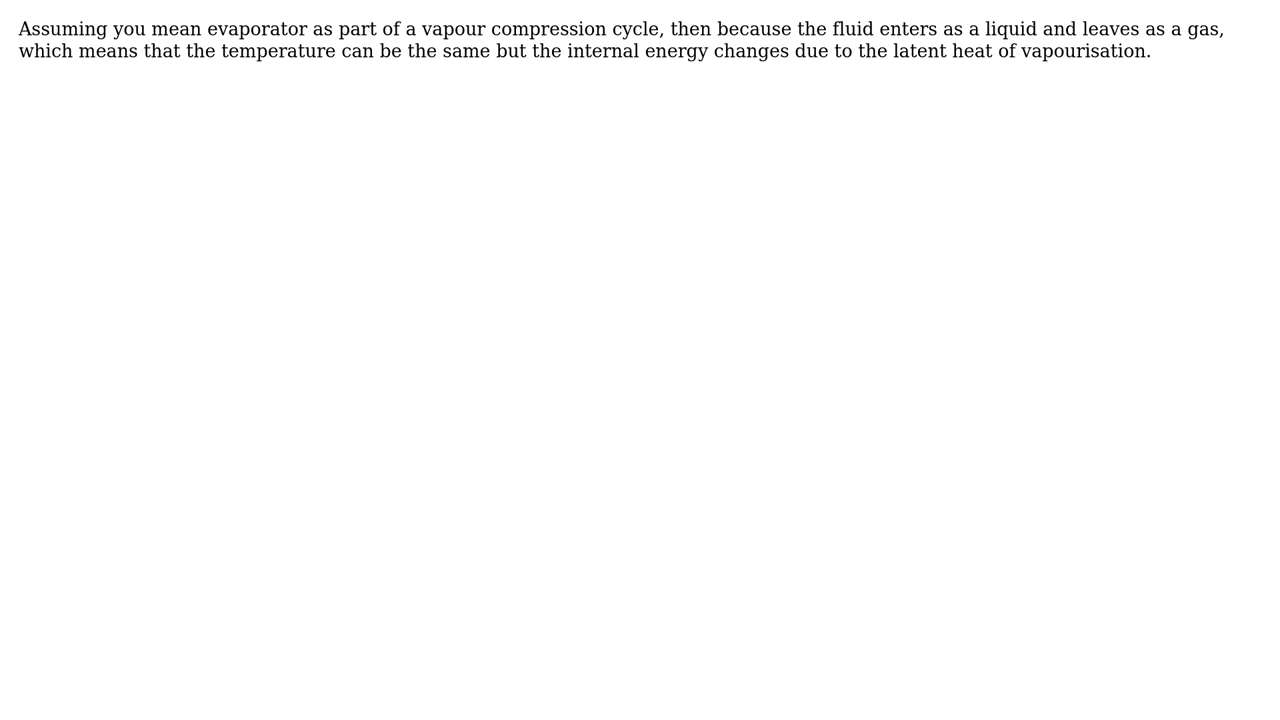 Assuming you mean evaporator as part of a vapour compression cycle, then because the fluid enters as a liquid and leaves as a gas,
which means that the temperature can be the same but the internal energy changes due to the latent heat of vapourisation.